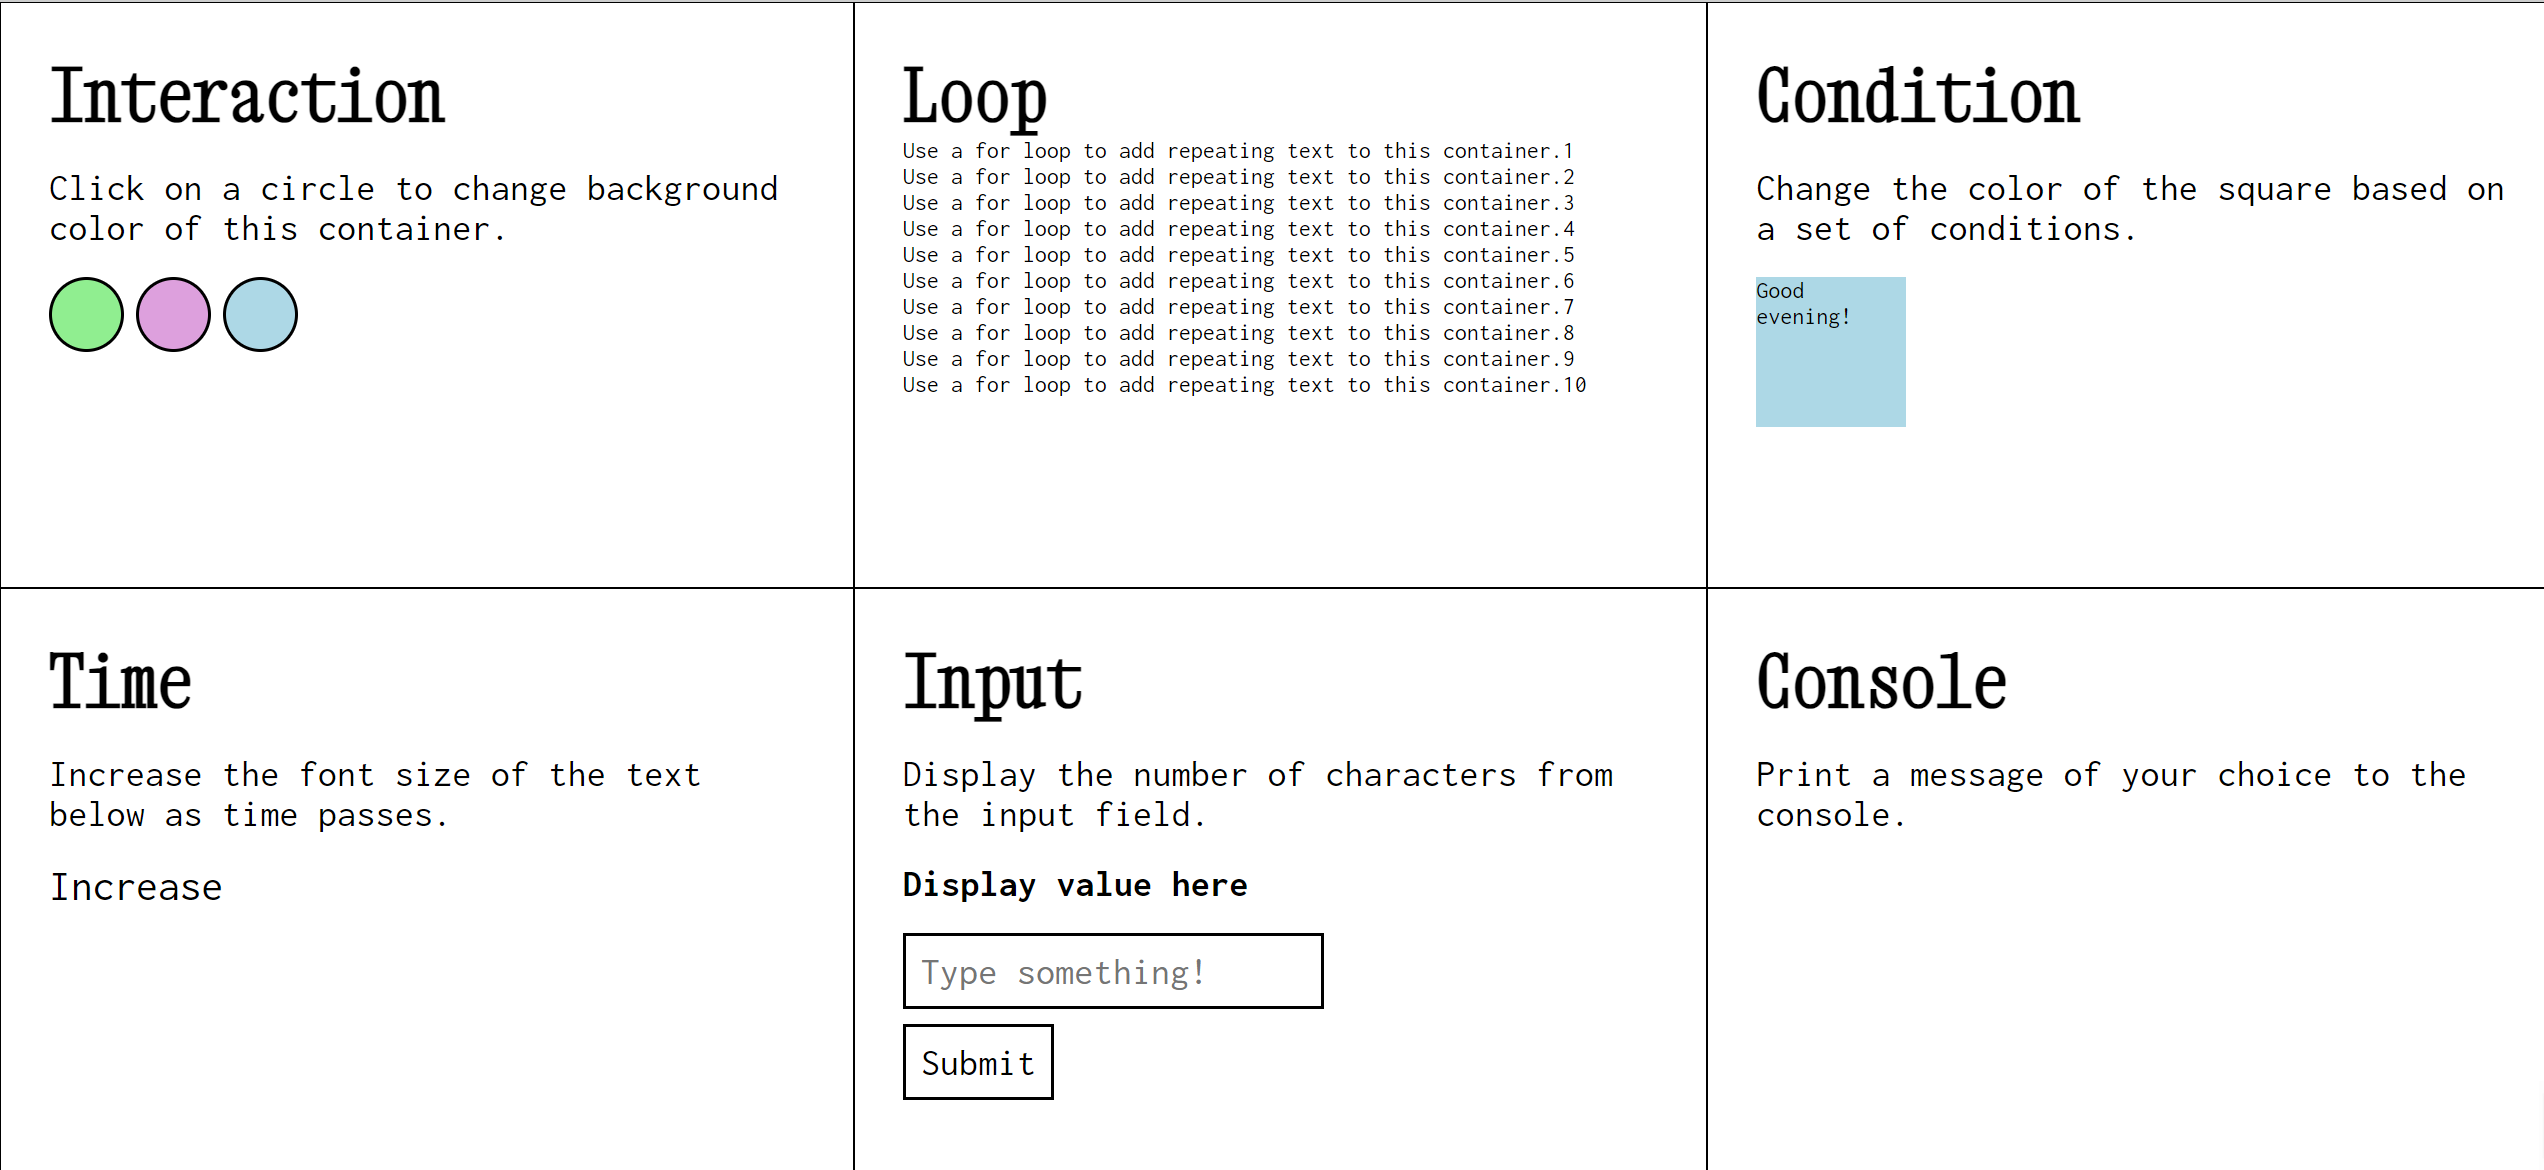 Interaction
Click on a circle to change background
color of this container.
Loop
Use a for loop to add repeating text to this container.1
Use a for loop to add repeating text to this container.2
Use a for loop to add repeating text to this container.3
Use a for loop to add repeating text to this container.4
Use a for loop to add repeating text to this container.5
Use a for loop to add repeating text to this container.6
Use a for loop to add repeating text to this container.7
Use a for loop to add repeating text to this container.8
Use a for loop to add repeating text to this container.9
Use a for loop to add repeating text to this container.10
Condition
Change the color of the square based on
a set of conditions.
Good
evening!
Time
Increase the font size of the text
below as time passes.
Increase
Input
Display the number of characters from
the input field.
Display value here
Type something!
Submit
Console
Print a message of your choice to the
console.